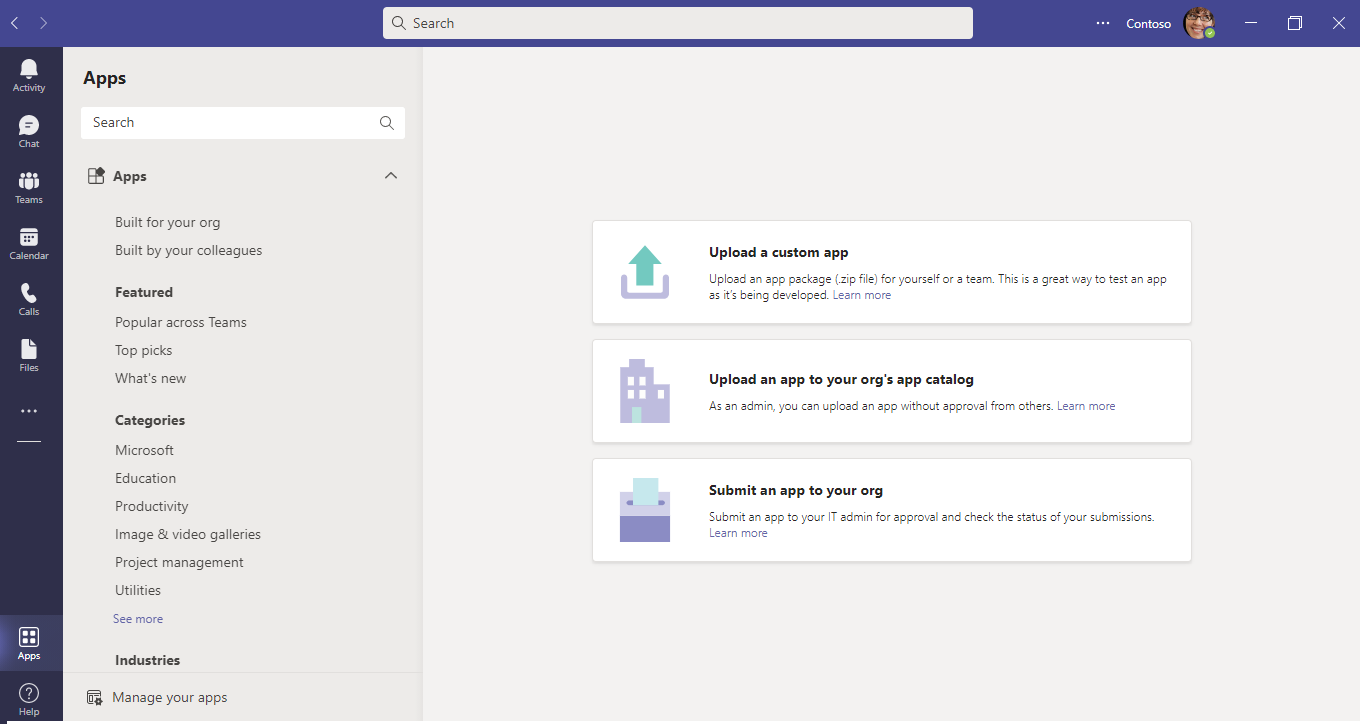 Search
Contoso
Activity
Chat
Teams
Calendar
Calls
Files
Apps
Help
Apps
Search
Apps
Built for your org
Built by your colleagues
Featured
Popular across Teams
Top picks
What's new
Categories
Microsoft
Education
Productivity
Image & video galleries
Project management
Utilities
See more
Industries
Manage your apps
Upload a custom app
Upload an app package (.zip file) for yourself or a team. This is a great way to test an app
as it's being developed. Learn more
Upload an app to your org's app catalog
As an admin, you can upload an app without approval from others. Learn more
Submit an app to your org
Submit an app to your IT admin for approval and check the status of your submissions.
Learn more